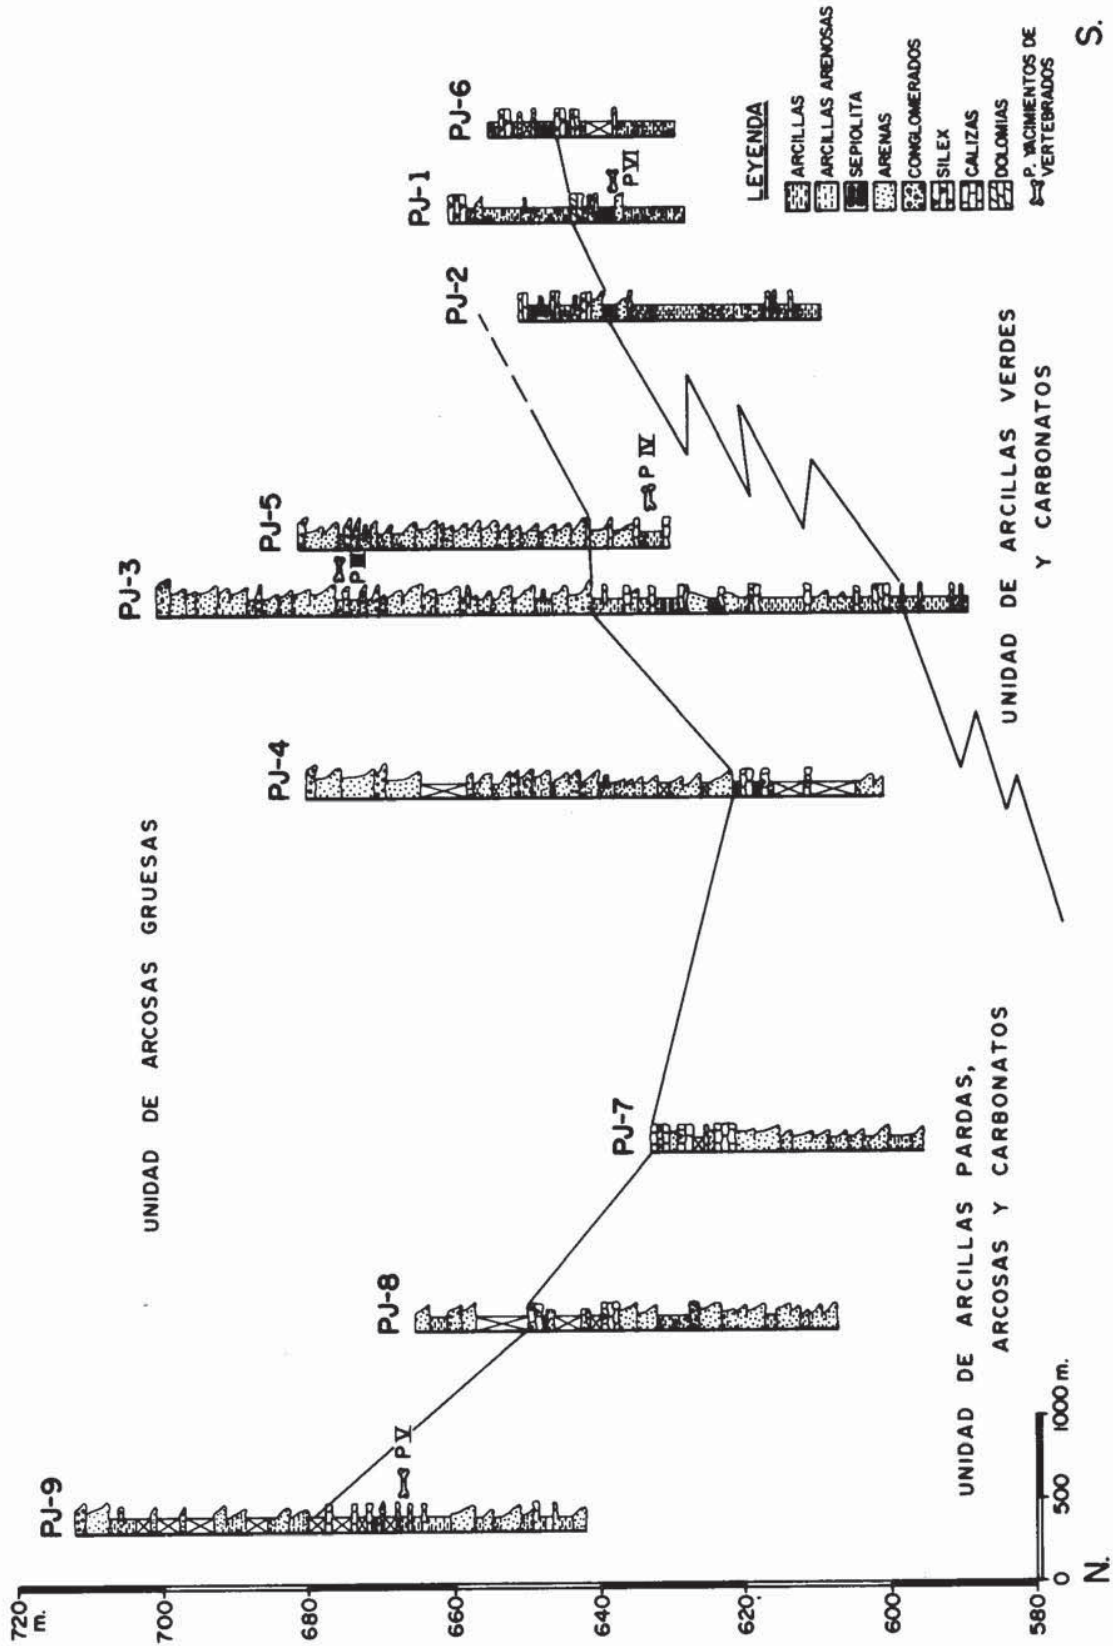 720
m.
700
680
660
640
620
600
580
N.
S.
0 500 1000 m.
PJ-9
PJ-8
PJ-7
PJ-4
PJ-3
PJ-5
PJ-2
PJ-1
PJ-6
P V
P III
P IV
P VI
UNIDAD DE ARCOSAS GRUESAS
UNIDAD DE ARCILLAS PARDAS,
ARCOSAS Y CARBONATOS
UNIDAD DE ARCILLAS VERDES
Y CARBONATOS
LEYENDA
ARCILLAS
ARCILLAS ARENOSAS
SEPIOLITA
ARENAS
CONGLOMERADOS
SILEX
CALIZAS
DOLOMIAS
P. YACIMIENTOS DE
VERTEBRADOS